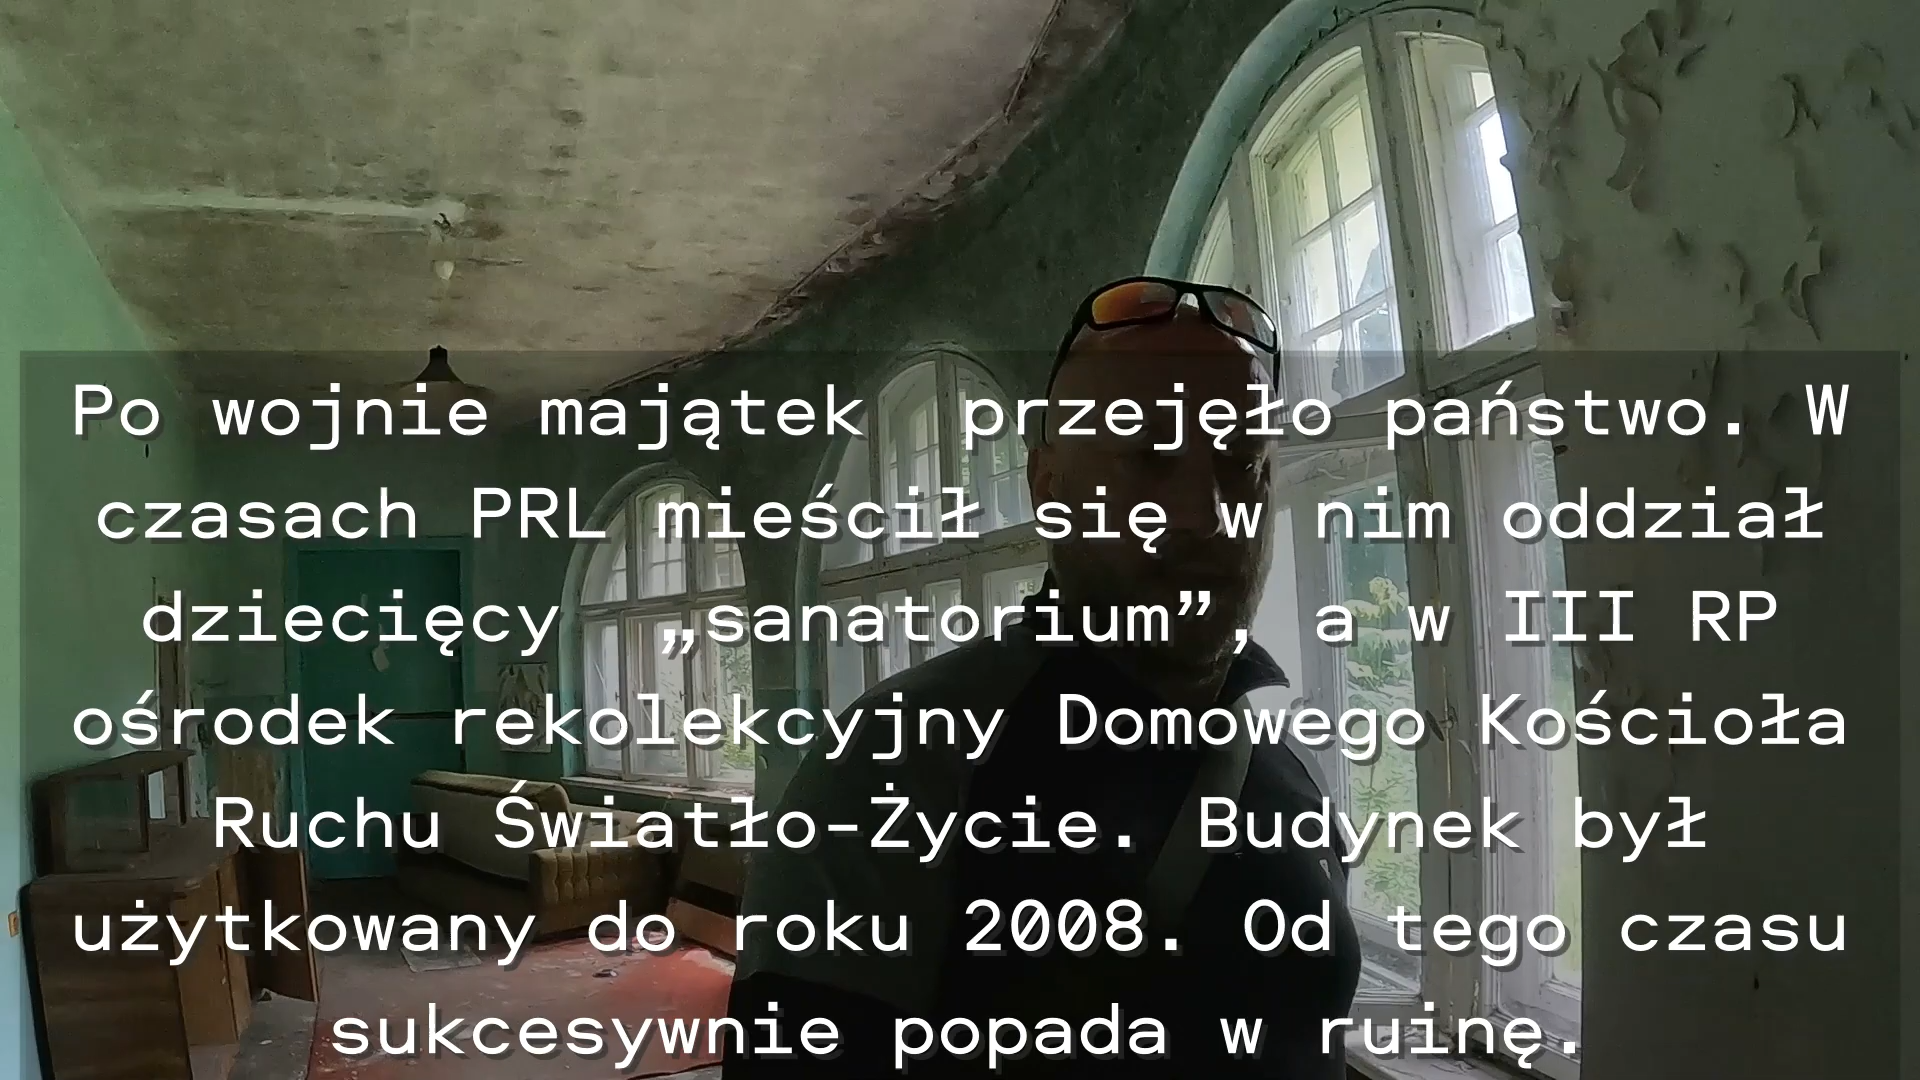 Po wojnie majątek  przejęło państwo. W
czasach PRL mieścił się w nim oddział
dziecięcy  „sanatorium”, a w III RP
ośrodek rekolekcyjny Domowego Kościoła
Ruchu Światło-Życie. Budynek był
użytkowany do roku 2008. Od tego czasu
sukcesywnie popada w ruinę.